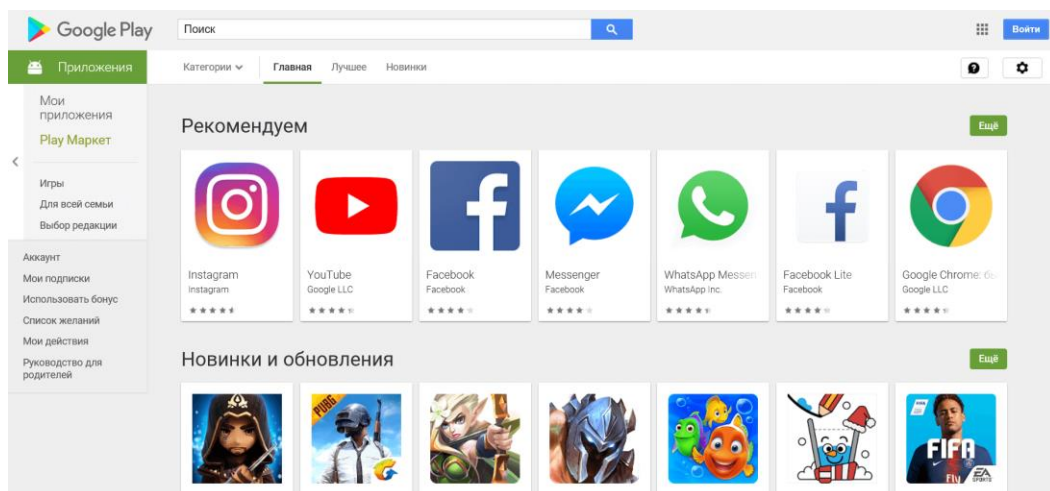 Google Play
Поиск
Войти
Приложения
Категории
Главная
Лучшее
Новинки
Мои
приложения
Play Маркет
Игры
Для всей семьи
Выбор редакции
Аккаунт
Мои подписки
Использовать бонус
Список желаний
Мои действия
Руководство для
родителей
Рекомендуем
Ещё
Instagram
Instagram
YouTube
Google LLC
Facebook
Facebook
Messenger
Facebook
WhatsApp Messen
WhatsApp Inc.
Facebook Lite
Facebook
Google Chrome: бы
Google LLC
Новинки и обновления
Ещё
PUBG
FIFA
Fly
EA
SPORTS